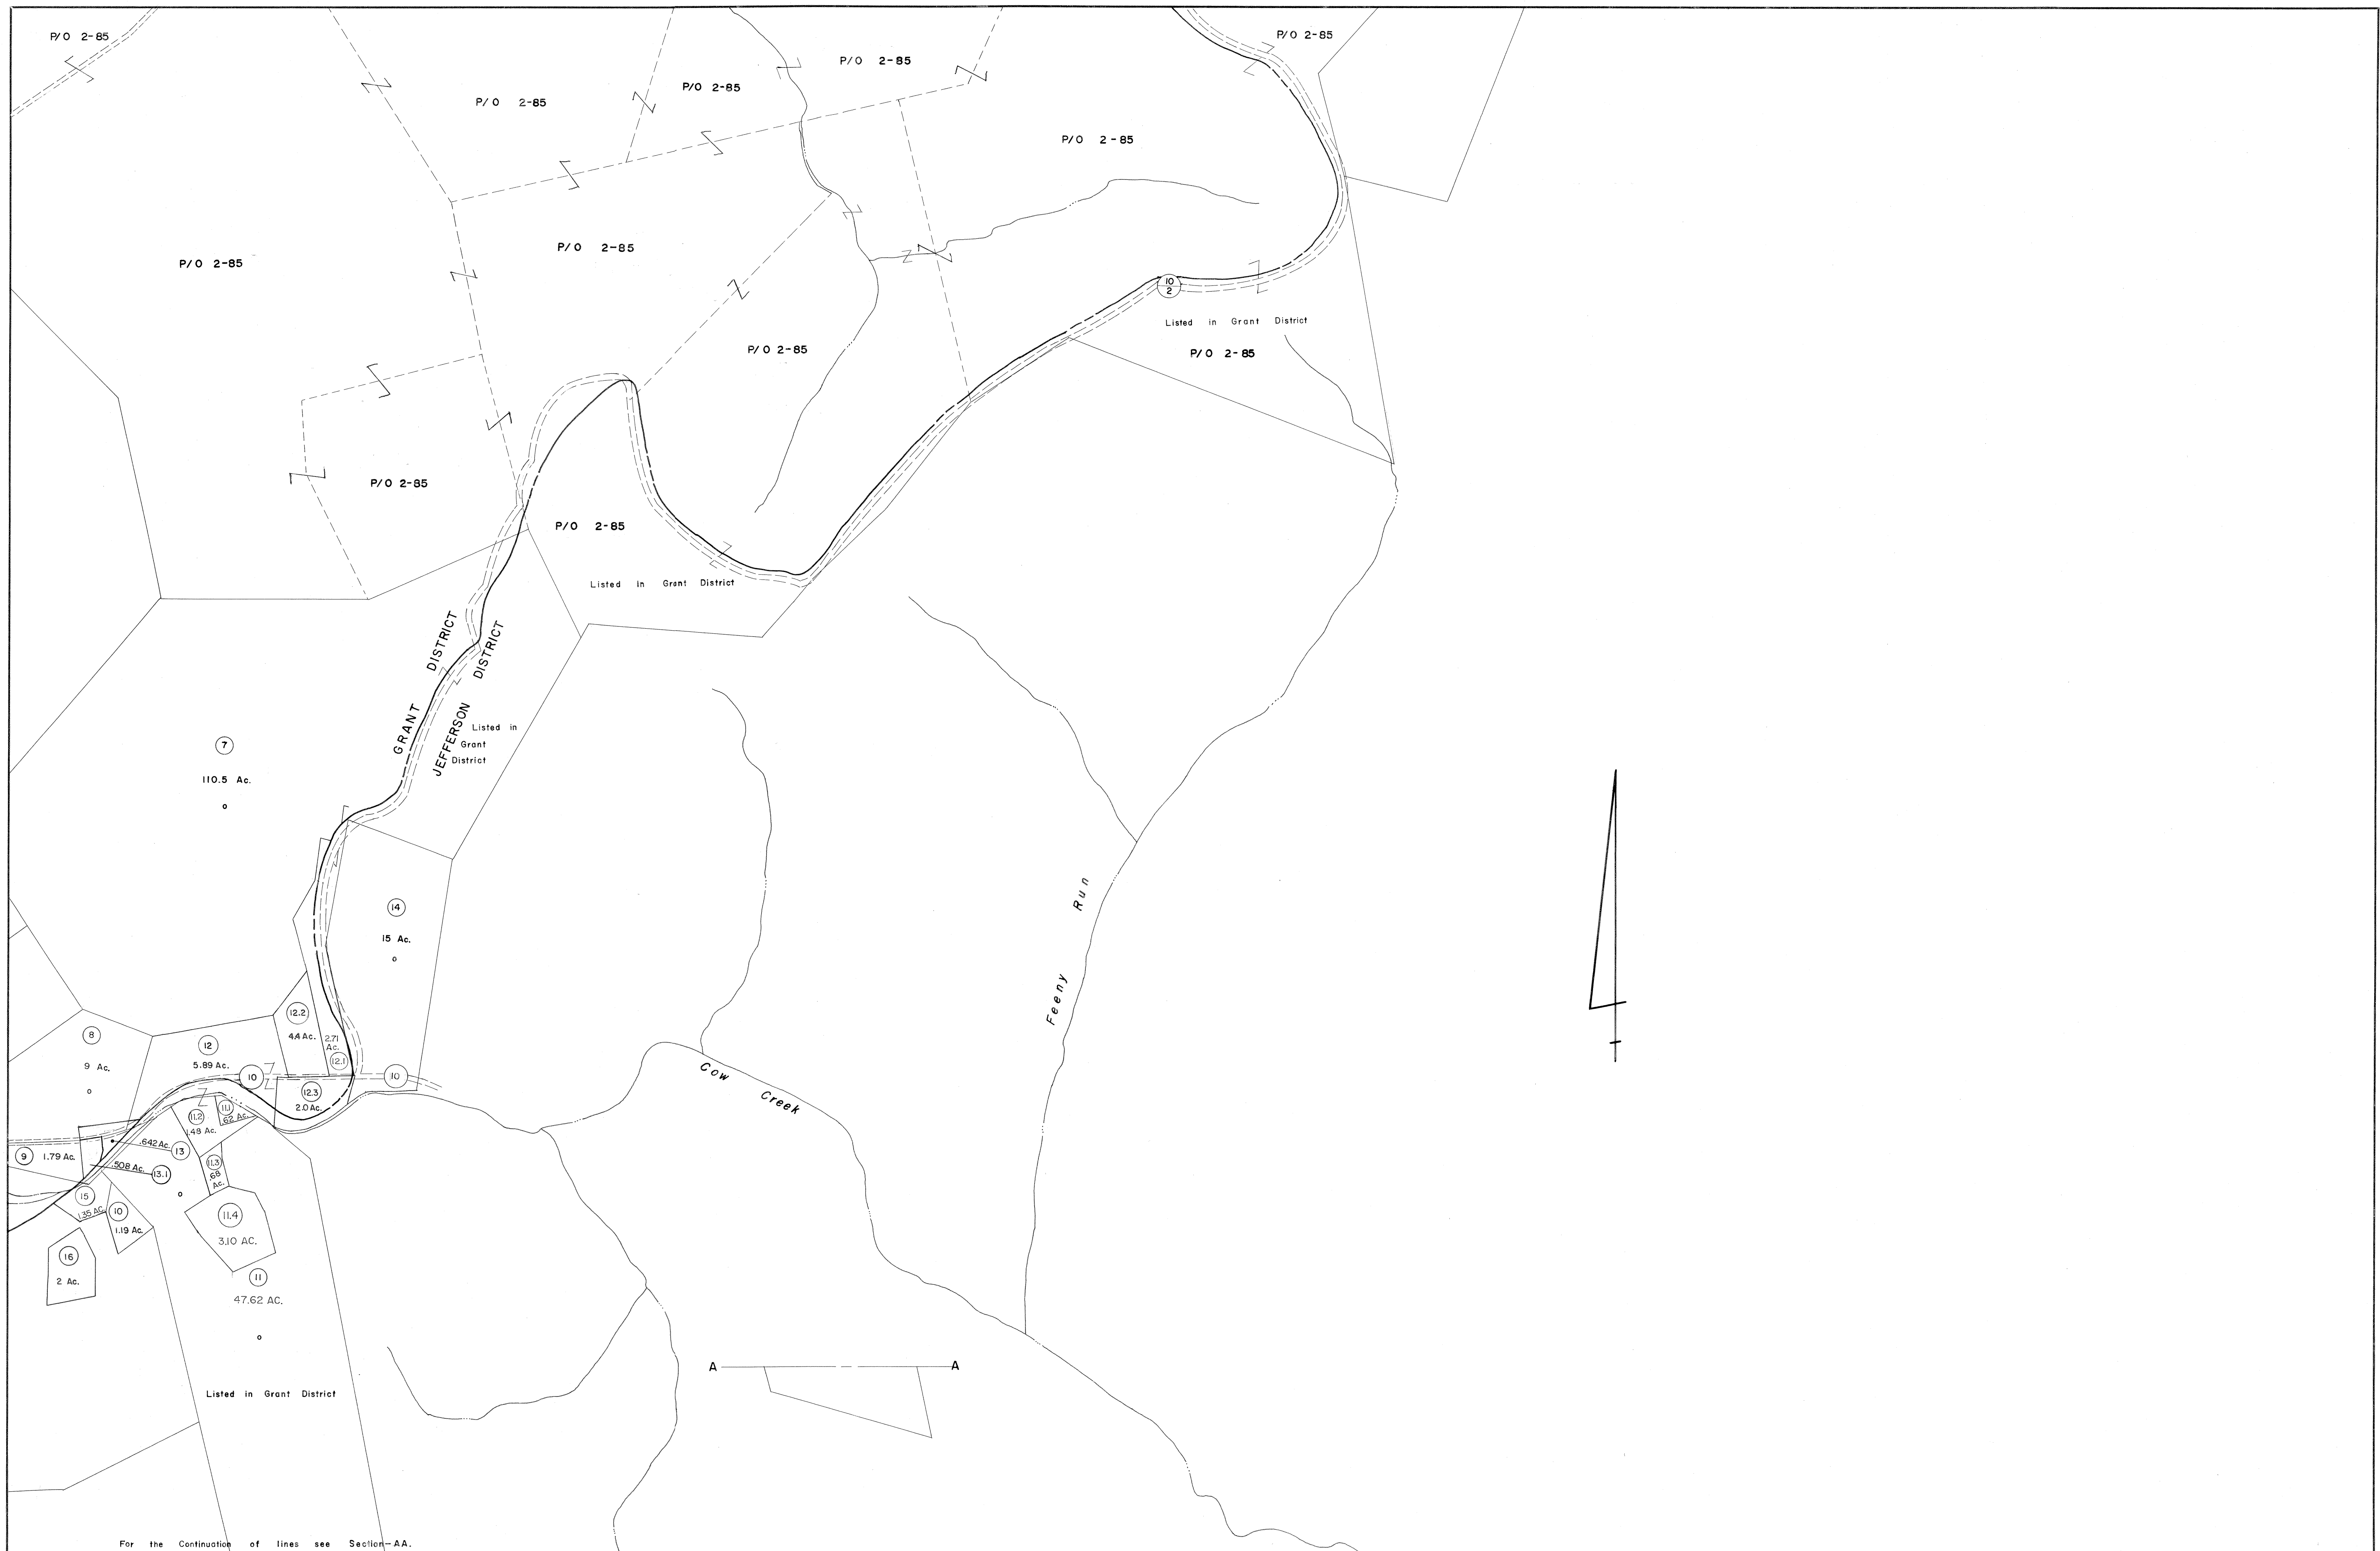 P/O 2-85
P/O 2-85
P/O 2-85
P/O 2-85
P/O 2-85
P/O 2-85
P/O 2-85
P/O 2-85
10
2
Listed in Grant District
P/O 2-85
P/O 2-85
P/O 2-85
P/O 2-85
Listed in Grant District
GRANT DISTRICT
JEFFERSON DISTRICT
Listed in
Grant
District
7
110.5 Ac.
14
15 Ac.
Feeny Run
12.2
4.4 Ac.
2.71
Ac.
12.1
8
9 Ac.
12
5.89 Ac.
10
10
12.3
2.0 Ac.
Cow Creek
11.1
.62 Ac.
11.2
1.48 Ac.
.642 Ac.
13
9
1.79 Ac.
.508 Ac.
13.1
11.3
.68
Ac.
15
1.35 AC.
10
1.19 Ac.
11.4
3.10 AC.
16
2 Ac.
11
47.62 AC.
A A
Listed in Grant District
For the Continuation of lines see Section-AA.